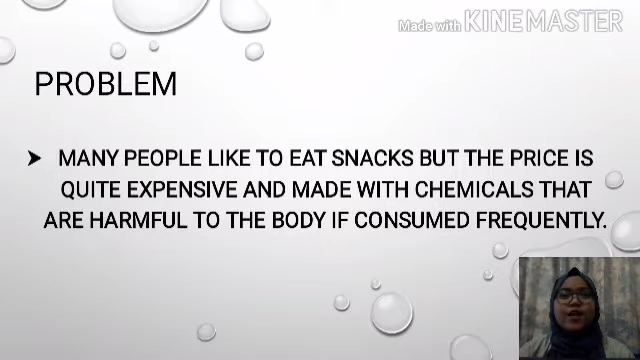 Made with KINEMASTER
PROBLEM
MANY PEOPLE LIKE TO EAT SNACKS BUT THE PRICE IS
QUITE EXPENSIVE AND MADE WITH CHEMICALS THAT
ARE HARMFUL TO THE BODY IF CONSUMED FREQUENTLY.